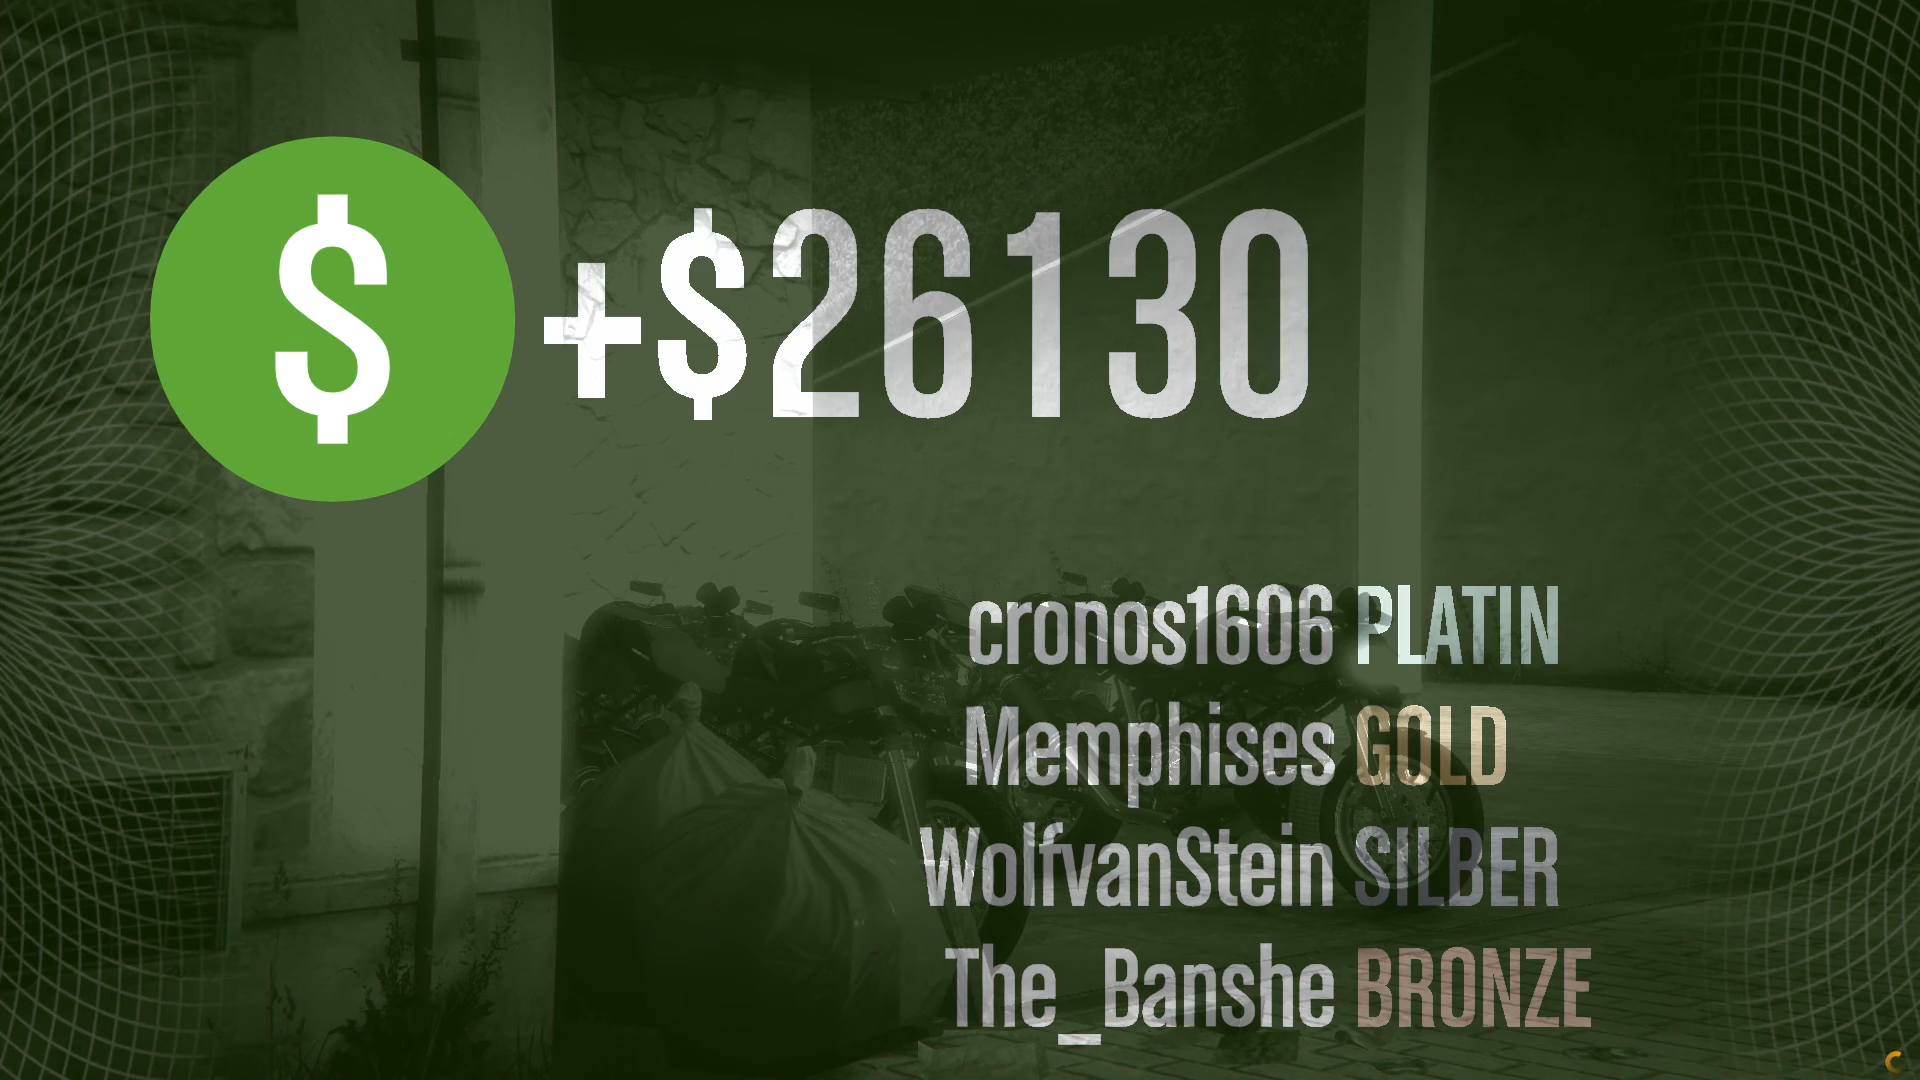 $ +$26130
cronos1606 PLATIN
Memphises GOLD
WolfvanStein SILBER
The_Banshe BRONZE